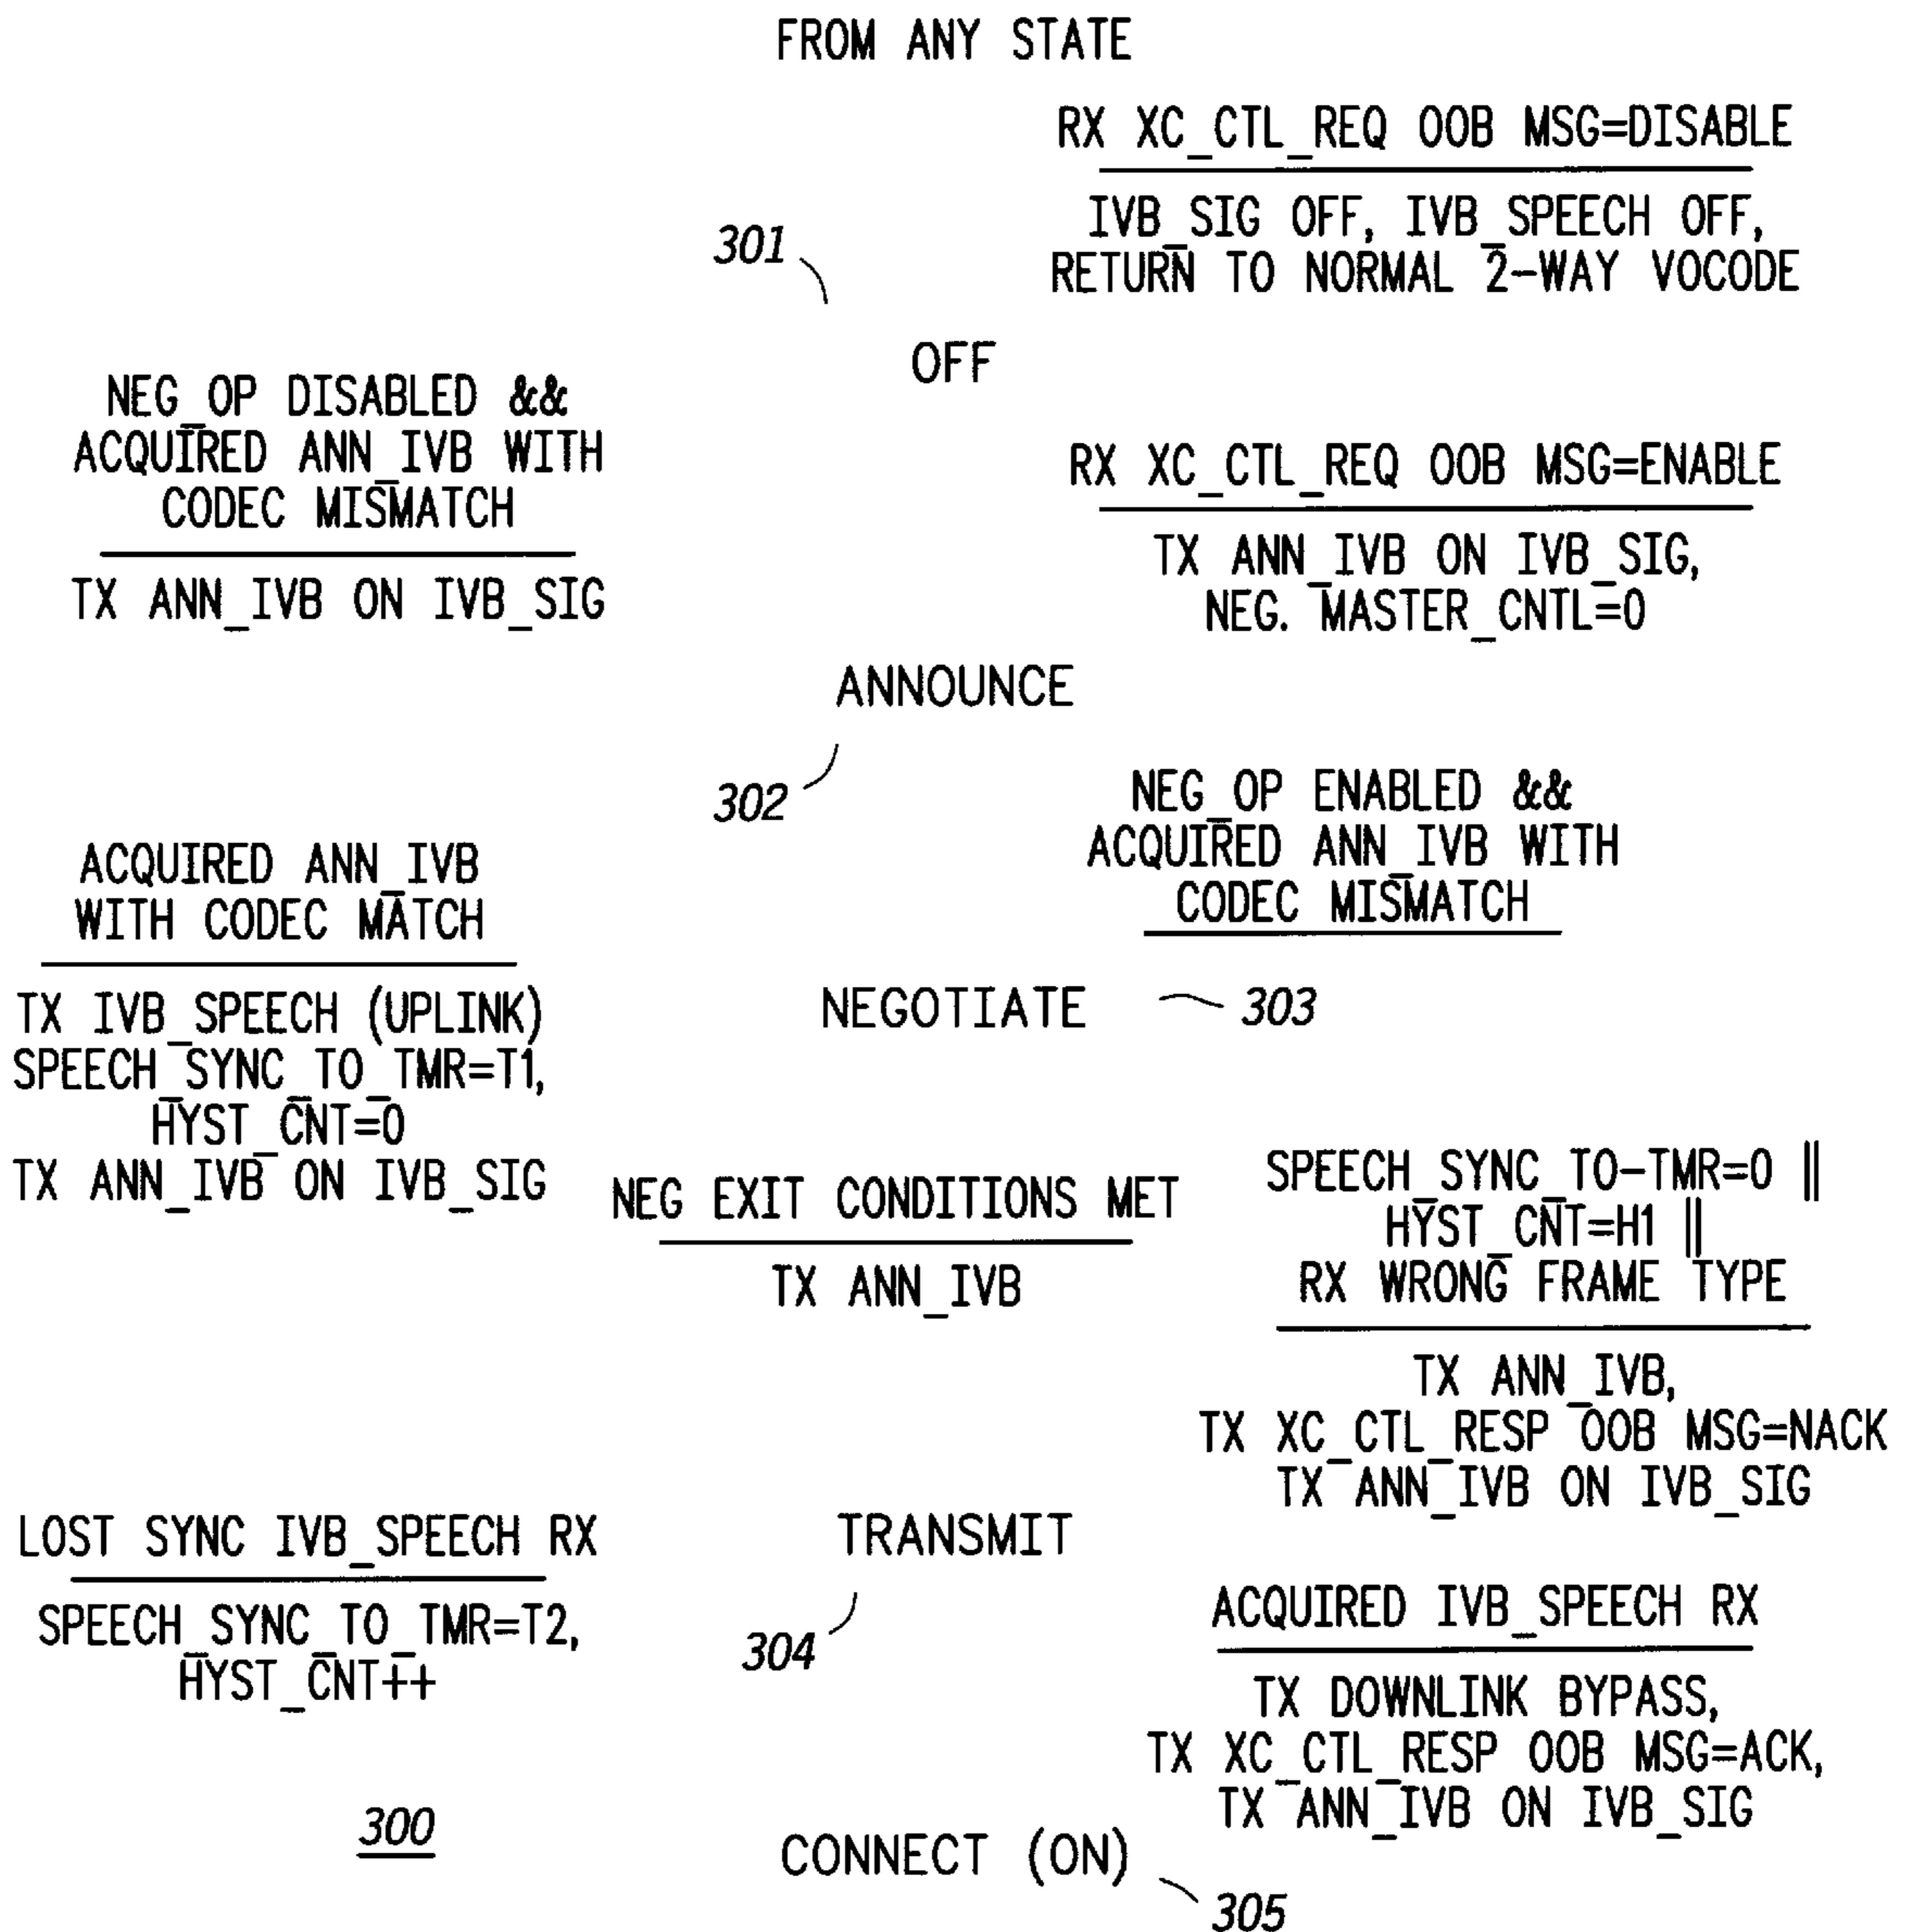 FROM ANY STATE
RX XC_CTL_REQ OOB MSG=DISABLE
IVB_SIG OFF, IVB_SPEECH OFF,
RETURN TO NORMAL 2-WAY VOCODE
301
OFF
NEG_OP DISABLED &&
ACQUIRED ANN_IVB WITH
CODEC MISMATCH
TX ANN_IVB ON IVB_SIG
RX XC_CTL_REQ OOB MSG=ENABLE
TX ANN_IVB ON IVB_SIG,
NEG. MASTER_CNTL=0
ANNOUNCE
302
NEG_OP ENABLED &&
ACQUIRED ANN_IVB WITH
CODEC MISMATCH
ACQUIRED ANN_IVB
WITH CODEC MATCH
TX IVB_SPEECH (UPLINK)
SPEECH_SYNC_TO_TMR=T1,
HYST_CNT=0
TX ANN_IVB ON IVB_SIG
NEGOTIATE
303
NEG EXIT CONDITIONS MET
TX ANN_IVB
SPEECH_SYNC_TO-TMR=0 ||
HYST_CNT=H1 ||
RX WRONG FRAME TYPE
TX ANN_IVB,
TX XC_CTL_RESP OOB MSG=NACK
TX ANN_IVB ON IVB_SIG
LOST SYNC IVB_SPEECH RX
SPEECH_SYNC_TO_TMR=T2,
HYST_CNT++
TRANSMIT
304
ACQUIRED IVB_SPEECH RX
TX DOWNLINK BYPASS,
TX XC_CTL_RESP OOB MSG=ACK,
TX ANN_IVB ON IVB_SIG
300
CONNECT (ON)
305